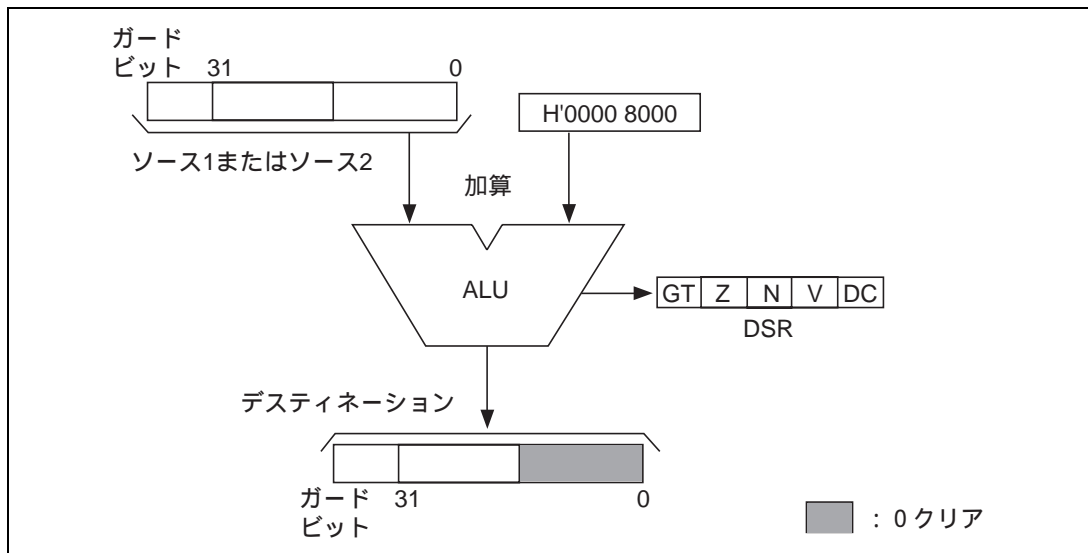 ガード
ビット 31 0
H'0000 8000
ソース1またはソース2
加算
ALU
GT Z N V DC
DSR
デスティネーション
ガード 31 0
ビット
: 0 クリア